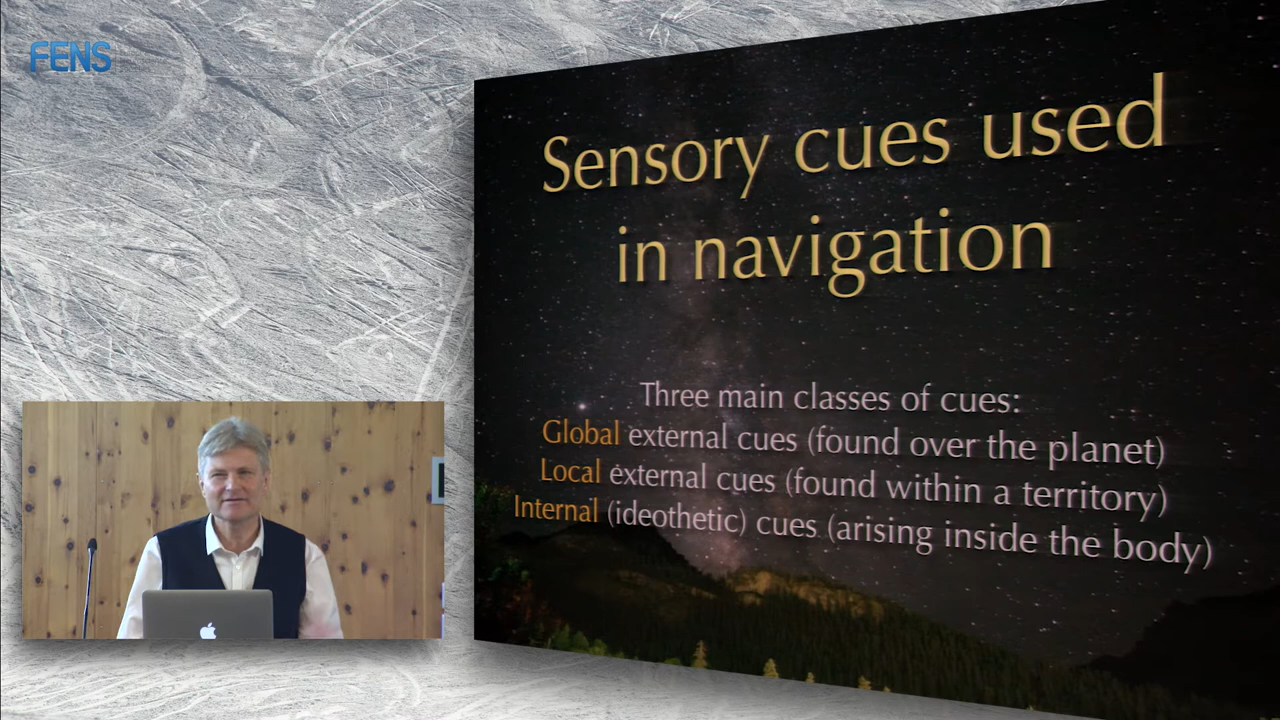 FENS
Sensory cues used
in navigation
Three main classes of cues:
Global external cues (found over the planet)
Local external cues (found within a territory)
Internal (ideothetic) cues (arising inside the body)